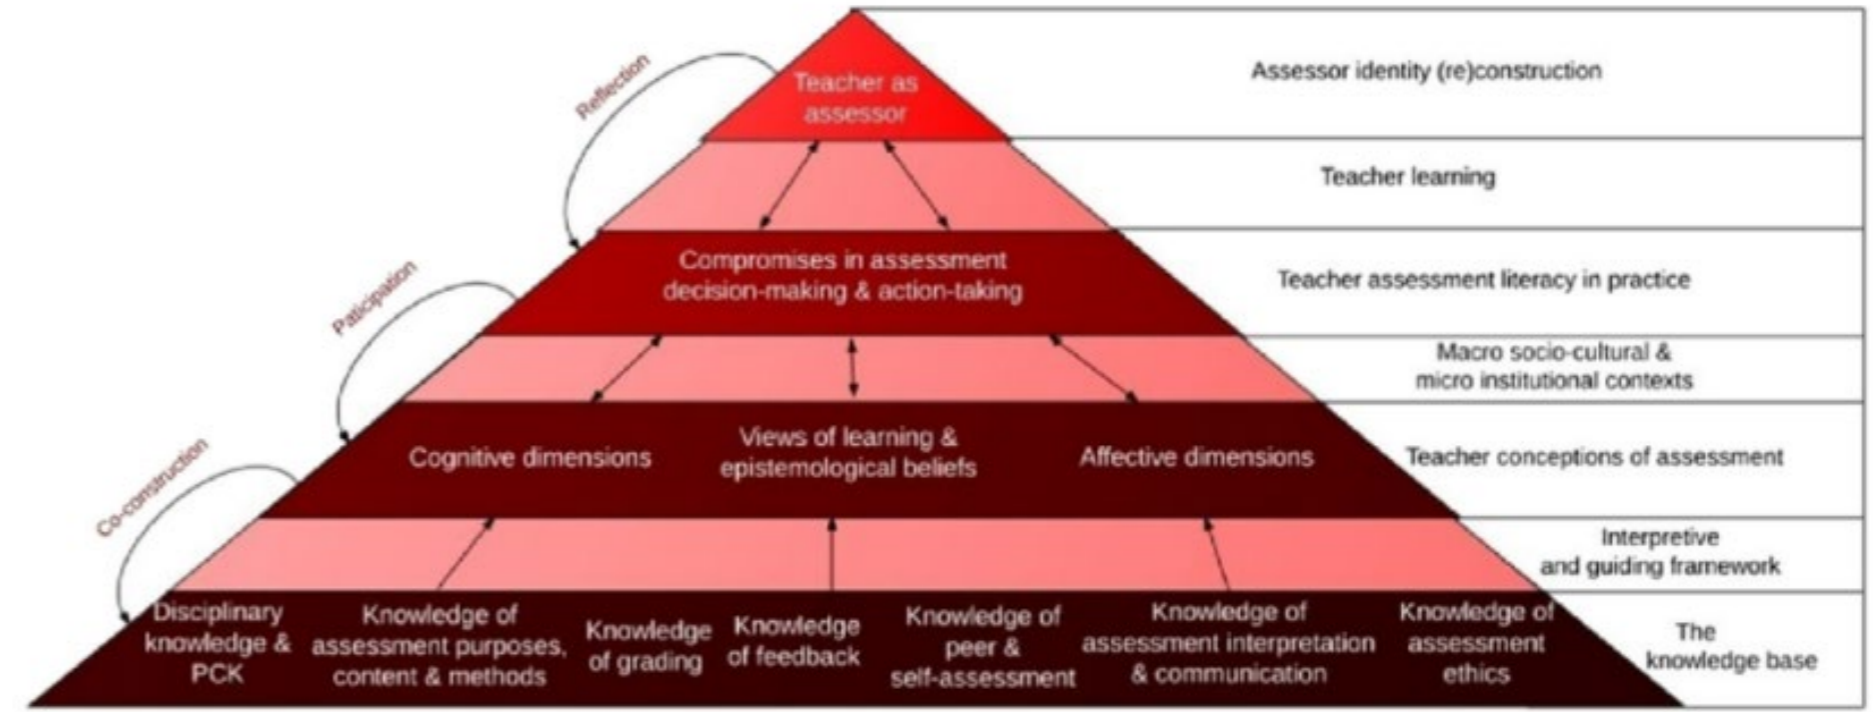 Reflection
Teacher as
assessor
Assessor identity (re)construction
Teacher learning
Paticipation
Compromises in assessment
decision-making & action-taking
Teacher assessment literacy in practice
Macro socio-cultural &
micro institutional contexts
Co-construction
Cognitive dimensions
Views of learning &
epistemological beliefs
Affective dimensions
Teacher conceptions of assessment
Interpretive
and guiding framework
Disciplinary
knowledge &
PCK
Knowledge of
assessment purposes,
content & methods
Knowledge
of grading
Knowledge
of feedback
Knowledge of
peer &
self-assessment
Knowledge of
assessment interpretation
& communication
Knowledge of
assessment
ethics
The
knowledge base